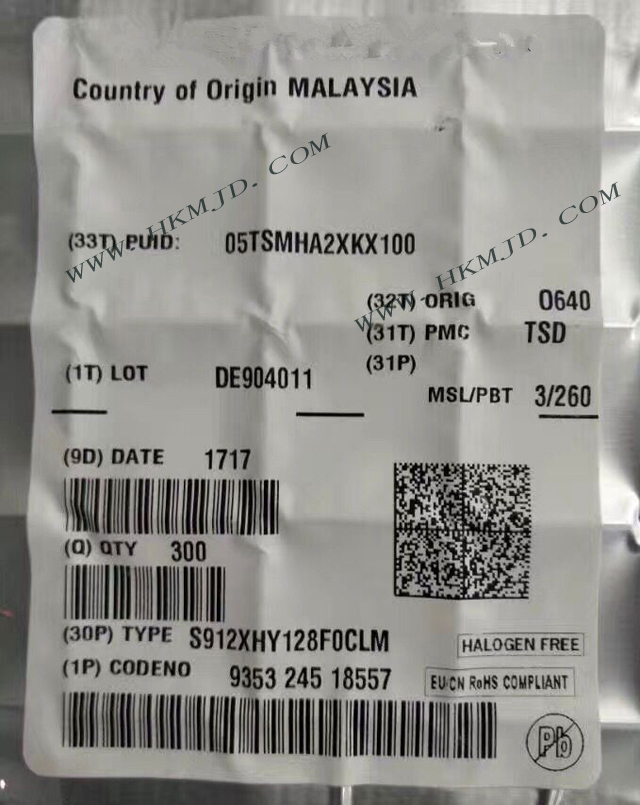 Country of Origin MALAYSIA
WWW. HKMJD. COM
(33T) PUID: 05TSMHA2XKX100
WWW. HKMJD. COM
(32T) ORIG 0640
(31T) PMC TSD
(1T) LOT DE904011
(31P)
MSL/PBT 3/260
(9D) DATE 1717
(Q) QTY 300
(30P) TYPE S912XHY128F0CLM
HALOGEN FREE
(1P) CODENO 9353 245 18557
EU/CN RoHS COMPLIANT
Pb